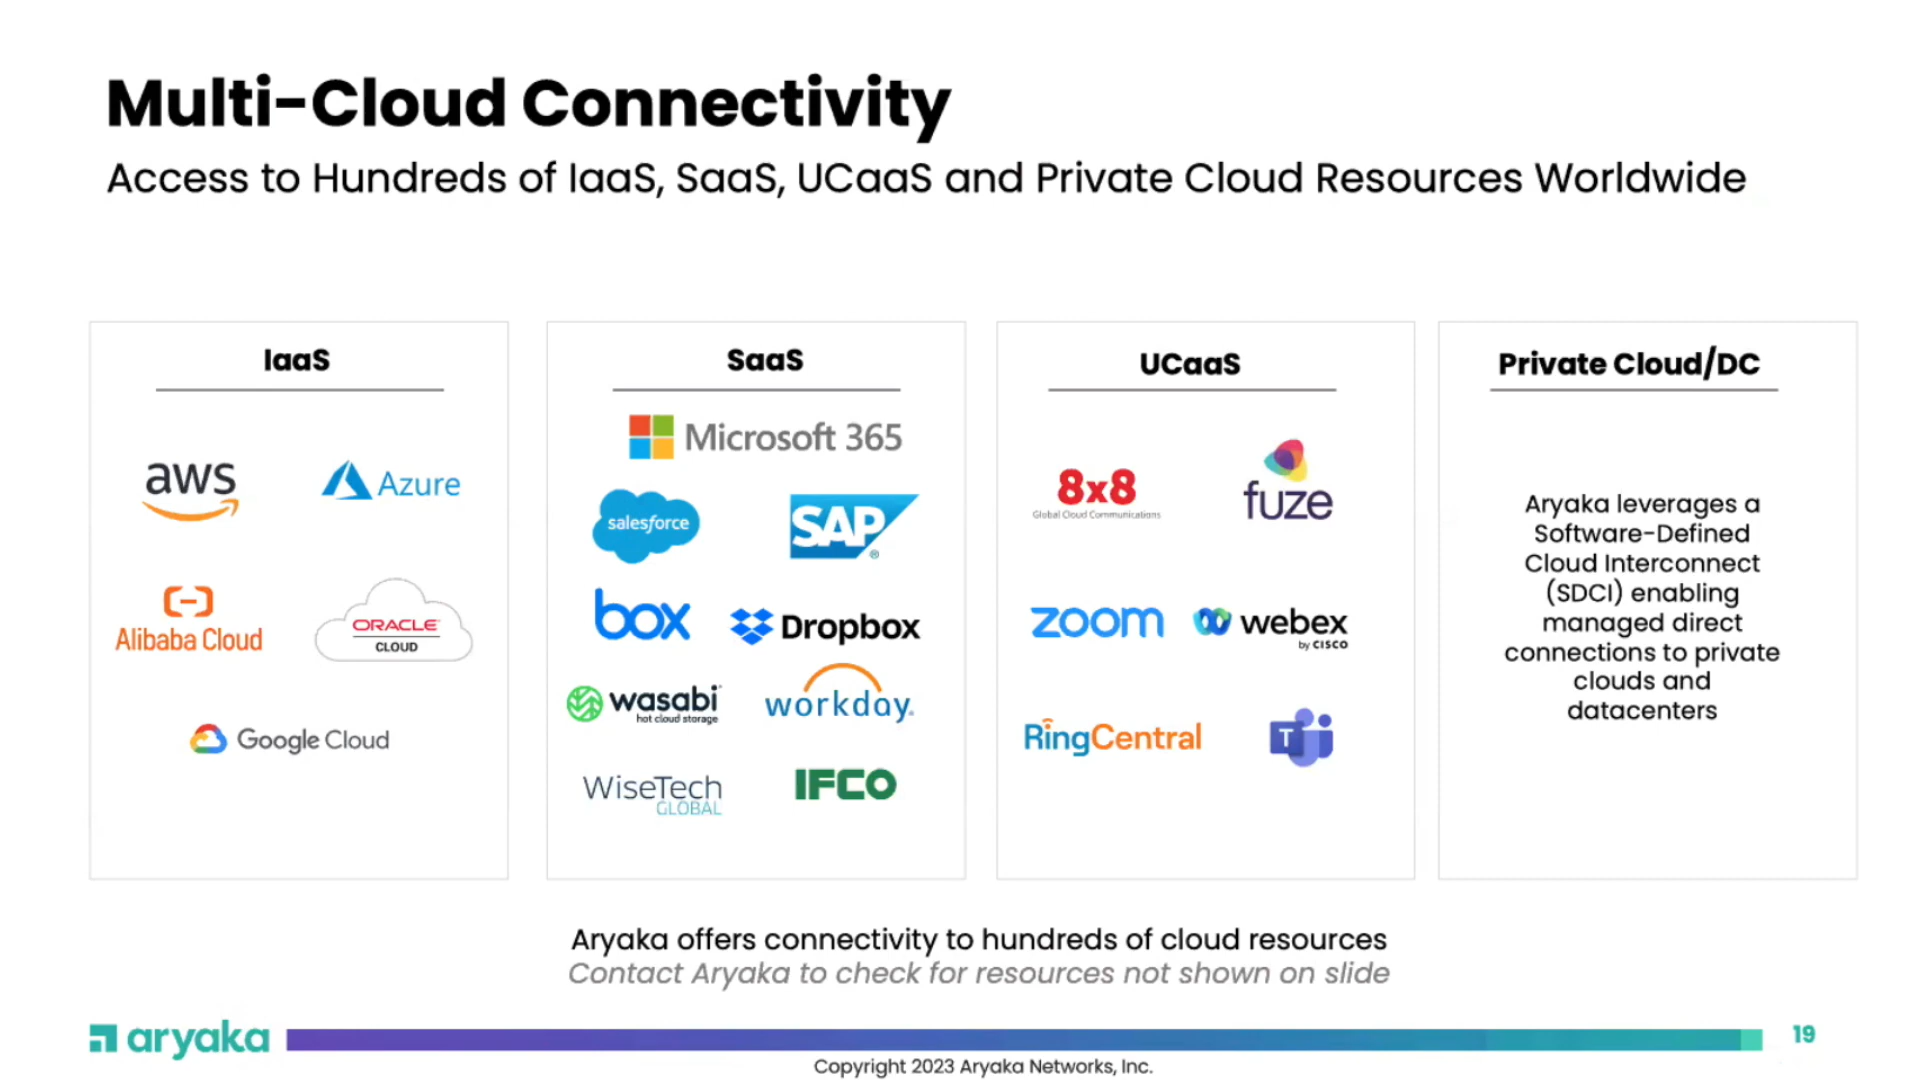 Multi-Cloud Connectivity
Access to Hundreds of IaaS, SaaS, UCaaS and Private Cloud Resources Worldwide
IaaS
aws
Azure
Alibaba Cloud
ORACLE
CLOUD
Google Cloud
SaaS
Microsoft 365
salesforce
SAP
®
box
Dropbox
wasabi
hot cloud storage
workday.
WiseTech
GLOBAL
IFCO
UCaaS
8x8
Global Cloud Communications
fuze
zoom
webex
by CISCO
RingCentral
T
Private Cloud/DC
Aryaka leverages a
Software-Defined
Cloud Interconnect
(SDCI) enabling
managed direct
connections to private
clouds and
datacenters
Aryaka offers connectivity to hundreds of cloud resources
Contact Aryaka to check for resources not shown on slide
aryaka
19
Copyright 2023 Aryaka Networks, Inc.